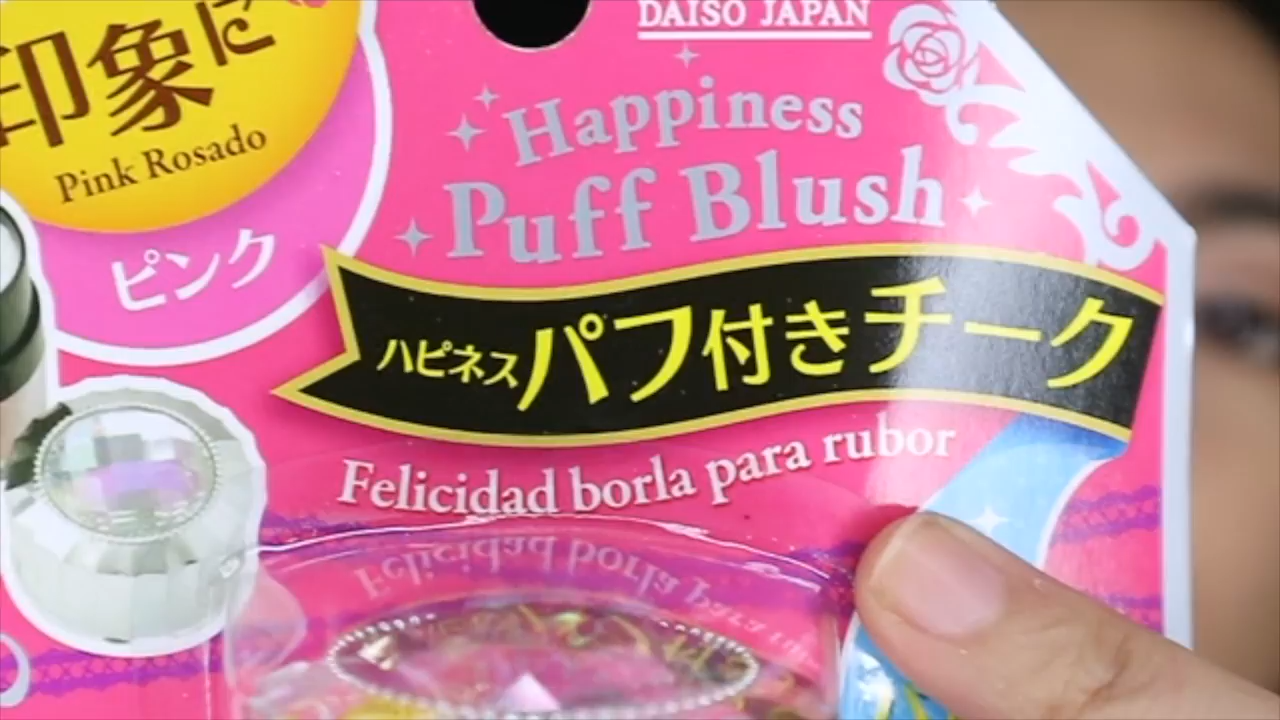 DAISO JAPAN
印象に
Pink Rosado
ピンク
Happiness
Puff Blush
ハピネスパフ付きチーク
Felicidad borla para rubor